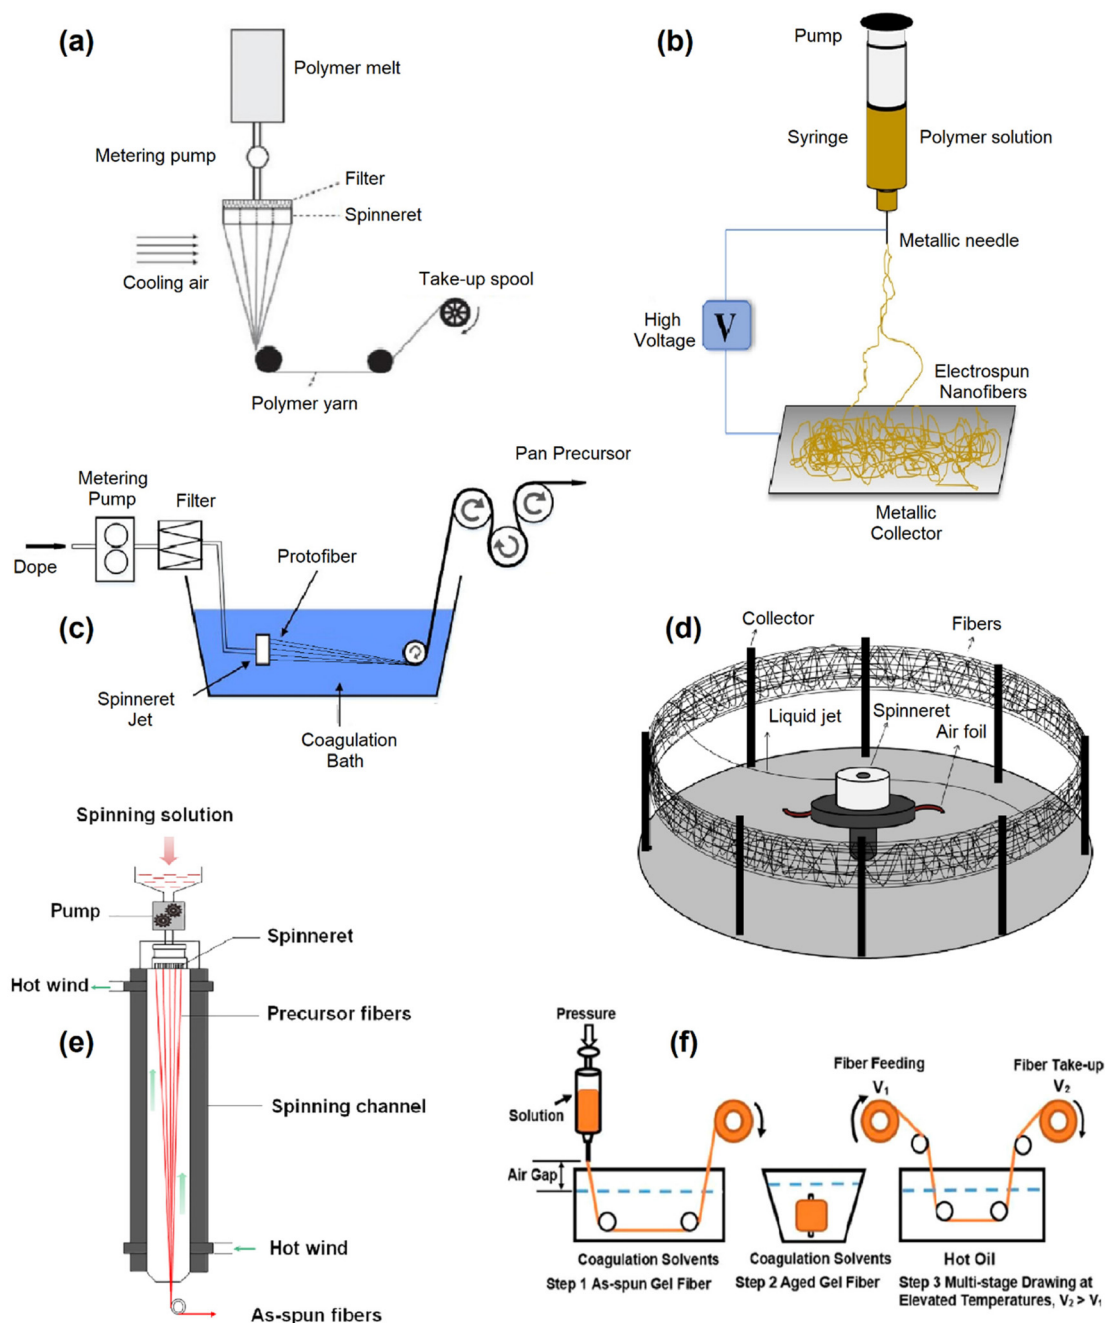 (a)
Polymer melt
Metering pump
Filter
Spinneret
Cooling air
Take-up spool
Polymer yarn
(b)
Pump
Syringe
Polymer solution
Metallic needle
High
Voltage
V
Electrospun
Nanofibers
Metallic
Collector
Metering
Pump
Filter
Dope
Protofiber
Pan Precursor
(c)
Spinneret
Jet
Coagulation
Bath
(d)
Collector
Fibers
Liquid jet
Spinneret
Air foil
Spinning solution
Pump
Spinneret
Hot wind
Precursor fibers
(e)
Spinning channel
Hot wind
As-spun fibers
(f)
Pressure
Solution
Air Gap
Coagulation Solvents
Step 1 As-spun Gel Fiber
Coagulation Solvents
Step 2 Aged Gel Fiber
Fiber Feeding
V₁
Fiber Take-up
V₂
Hot Oil
Step 3 Multi-stage Drawing at
Elevated Temperatures, V₂ > V₁